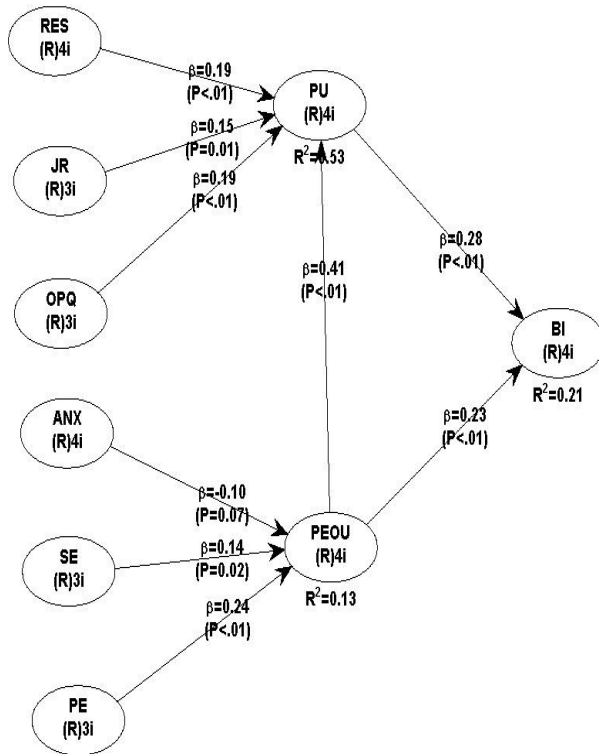 RES
(R)4i
β=0.19
(P<.01)
PU
(R)4i
R²=0.53
β=0.15
(P=0.01)
JR
(R)3i
β=0.19
(P<.01)
OPQ
(R)3i
β=0.41
(P<.01)
β=0.28
(P<.01)
BI
(R)4i
R²=0.21
ANX
(R)4i
β=-0.10
(P=0.07)
β=0.23
(P<.01)
PEOU
(R)4i
R²=0.13
SE
(R)3i
β=0.14
(P=0.02)
β=0.24
(P<.01)
PE
(R)3i